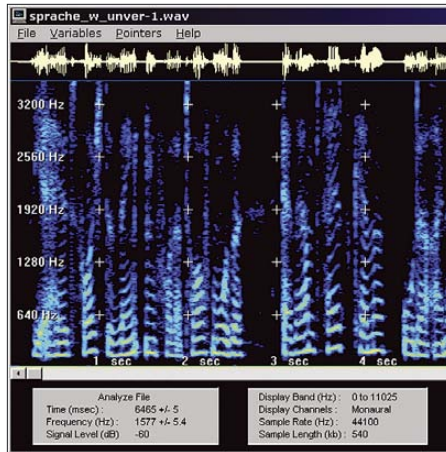 sprache_w_unver-1.wav
File Variables Pointers Help
3200 Hz
2560 Hz
1920 Hz
1280 Hz
640 Hz
1 sec 2 sec 3 sec 4 sec
Analyze File
Time (msec) : 6465 +/- 5
Frequency (Hz) : 1577 +/- 5.4
Signal Level (dB) -60
Display Band (Hz) : 0 to 11025
Display Channels : Monaural
Sample Rate (Hz) : 44100
Sample Length (kb) : 540